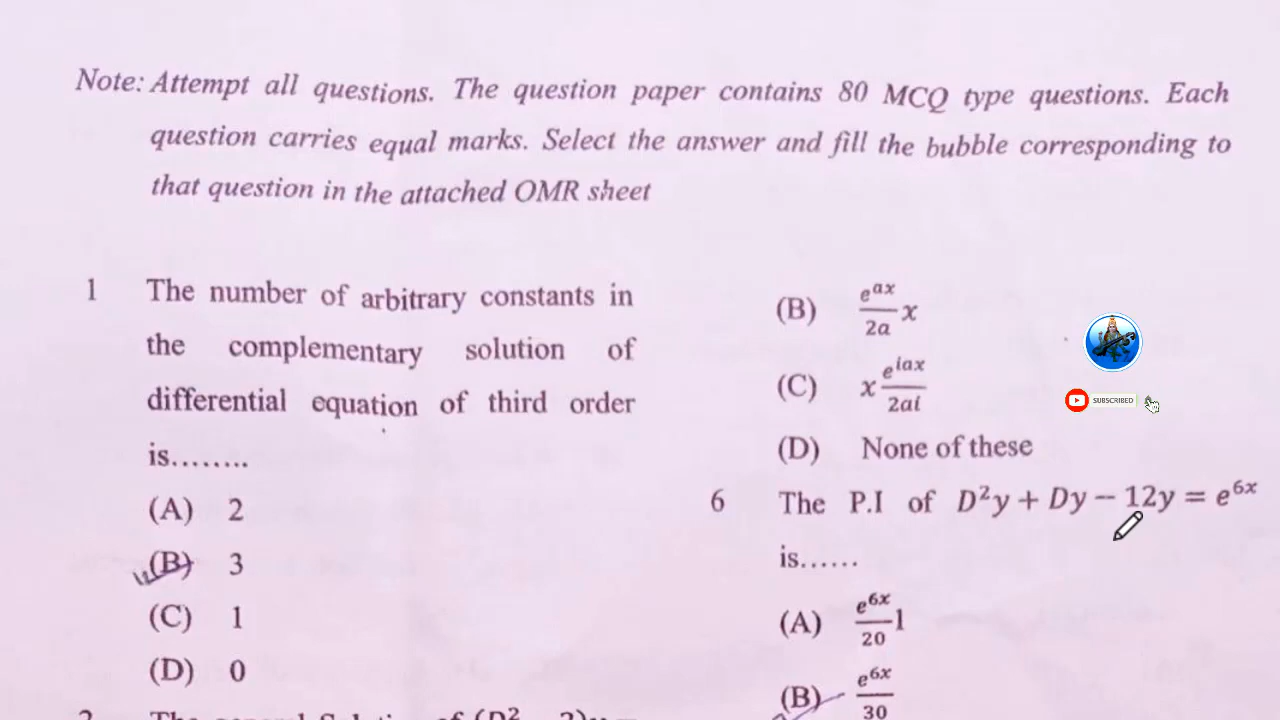 Note: Attempt all questions. The question paper contains 80 MCQ type questions. Each
question carries equal marks. Select the answer and fill the bubble corresponding to
that question in the attached OMR sheet
1 The number of arbitrary constants in
the complementary solution of
differential equation of third order
is........
(A) 2
(B) 3
(C) 1
(D) 0
(B) e^{ax}/2a x
(C) x e^{iax}/2ai
(D) None of these
6 The P.I of D²y + Dy − 12y = e^{6x}
is......
(A) e^{6x}/20 1
(B) e^{6x}/30
SUBSCRIBED